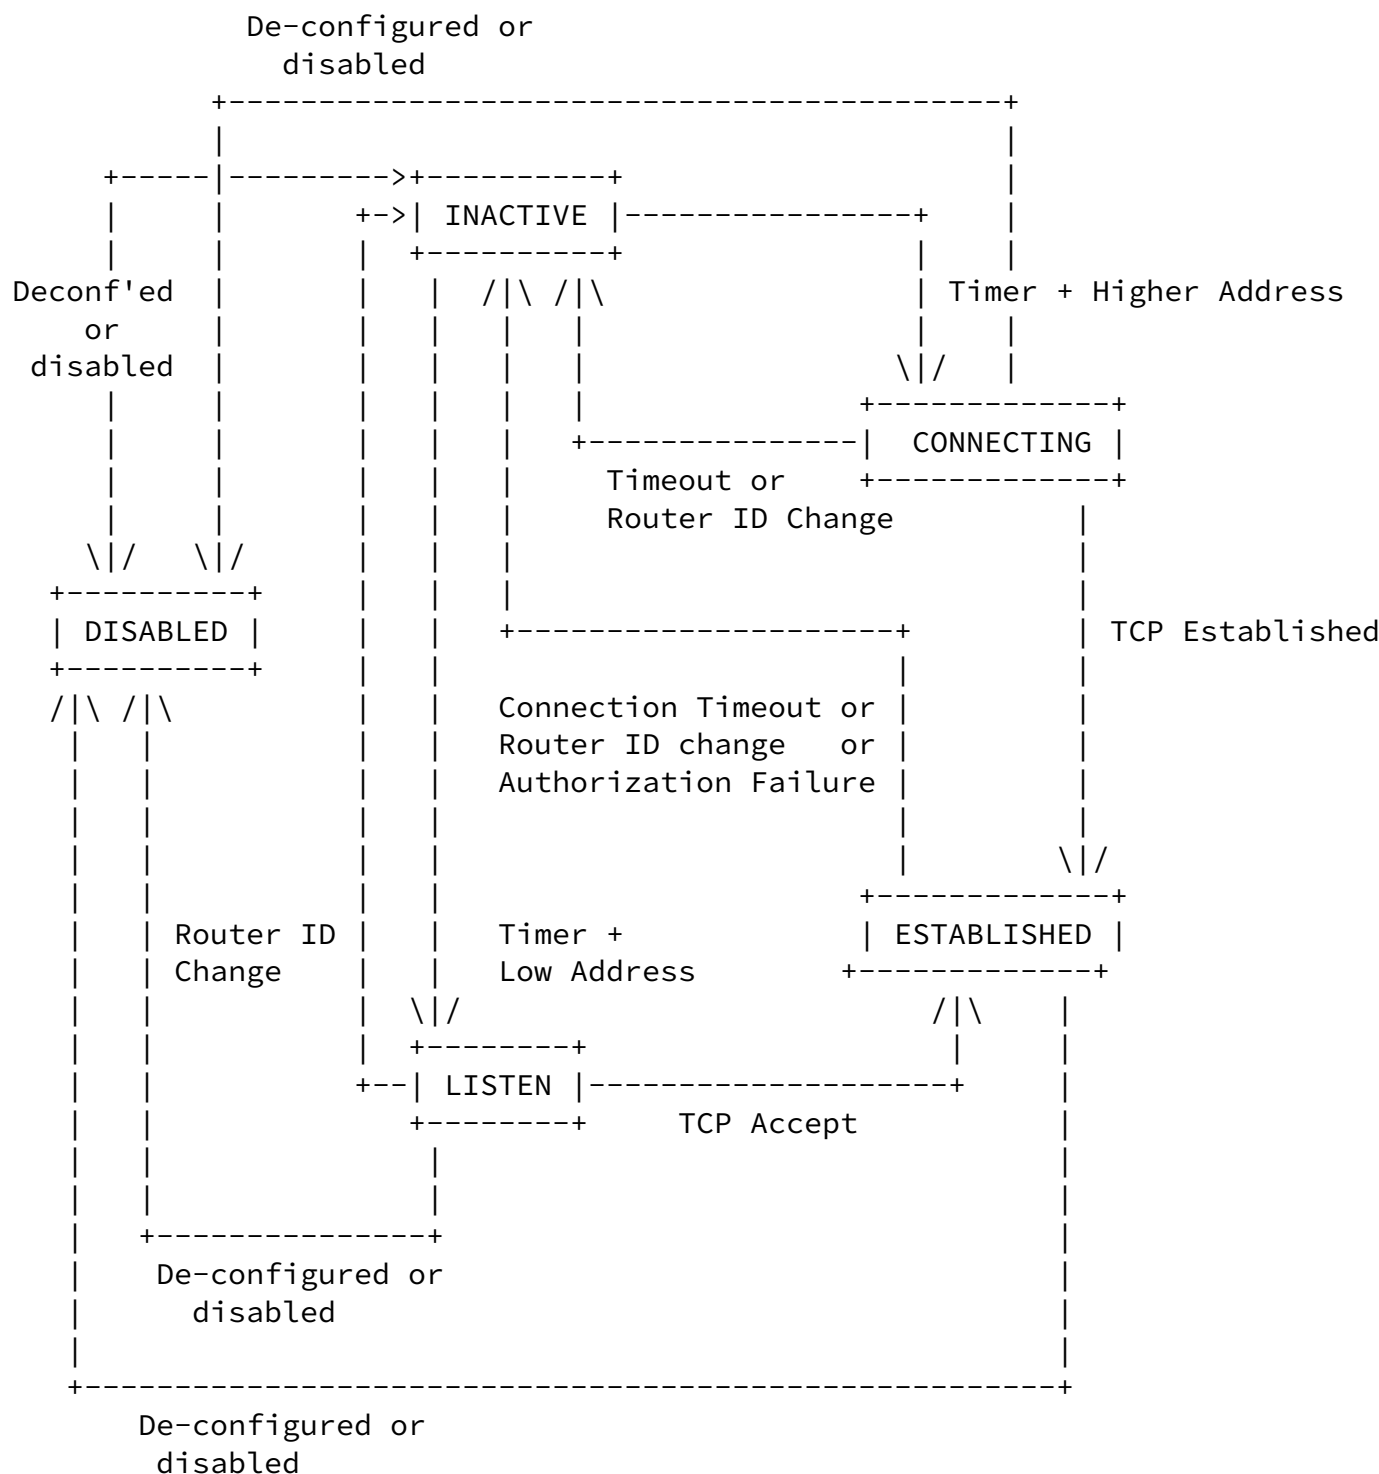 De-configured or
disabled
INACTIVE
Deconf'ed
or
disabled
Timer + Higher Address
CONNECTING
Timeout or
Router ID Change
DISABLED
TCP Established
Connection Timeout or
Router ID change   or
Authorization Failure
Router ID
Change
Timer +
Low Address
ESTABLISHED
LISTEN
TCP Accept
De-configured or
disabled
De-configured or
disabled